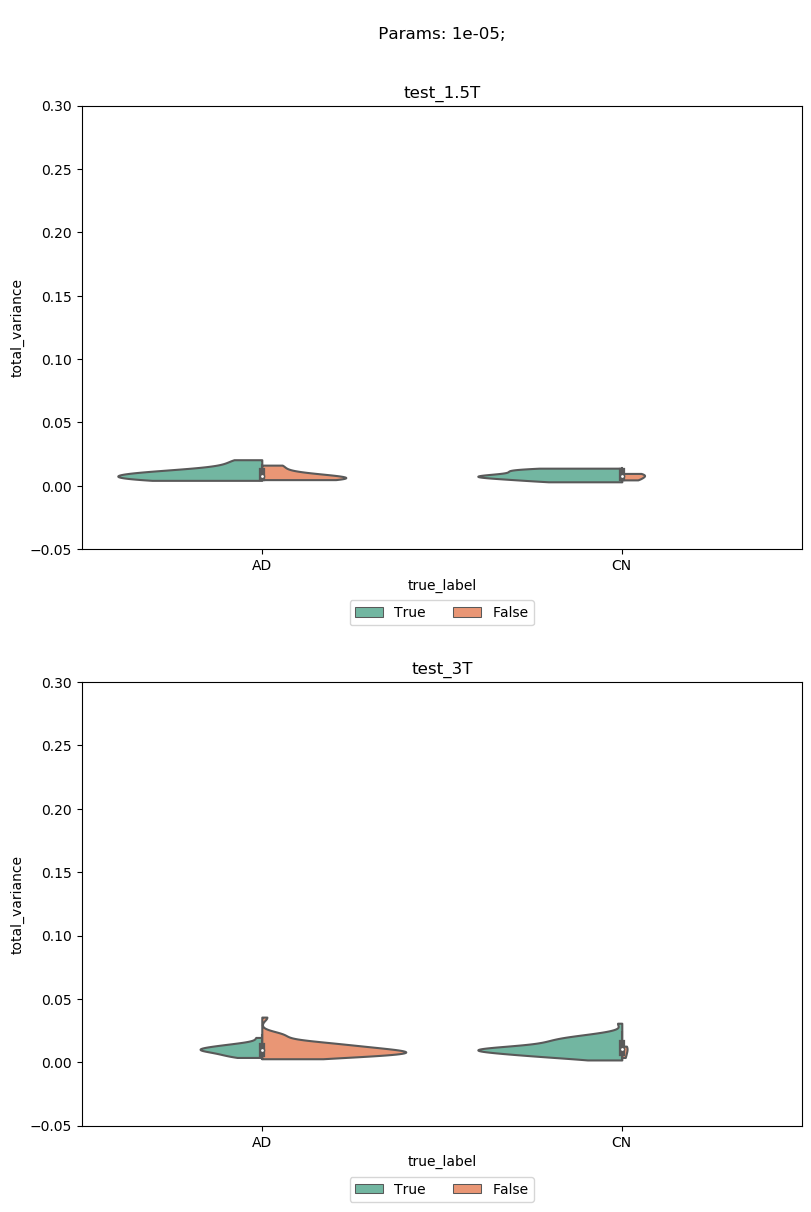 Params: 1e-05;
test_1.5T
0.30
0.25
0.20
0.15
0.10
0.05
0.00
−0.05
total_variance
AD CN
true_label
True False
test_3T
0.30
0.25
0.20
0.15
0.10
0.05
0.00
−0.05
total_variance
AD CN
true_label
True False